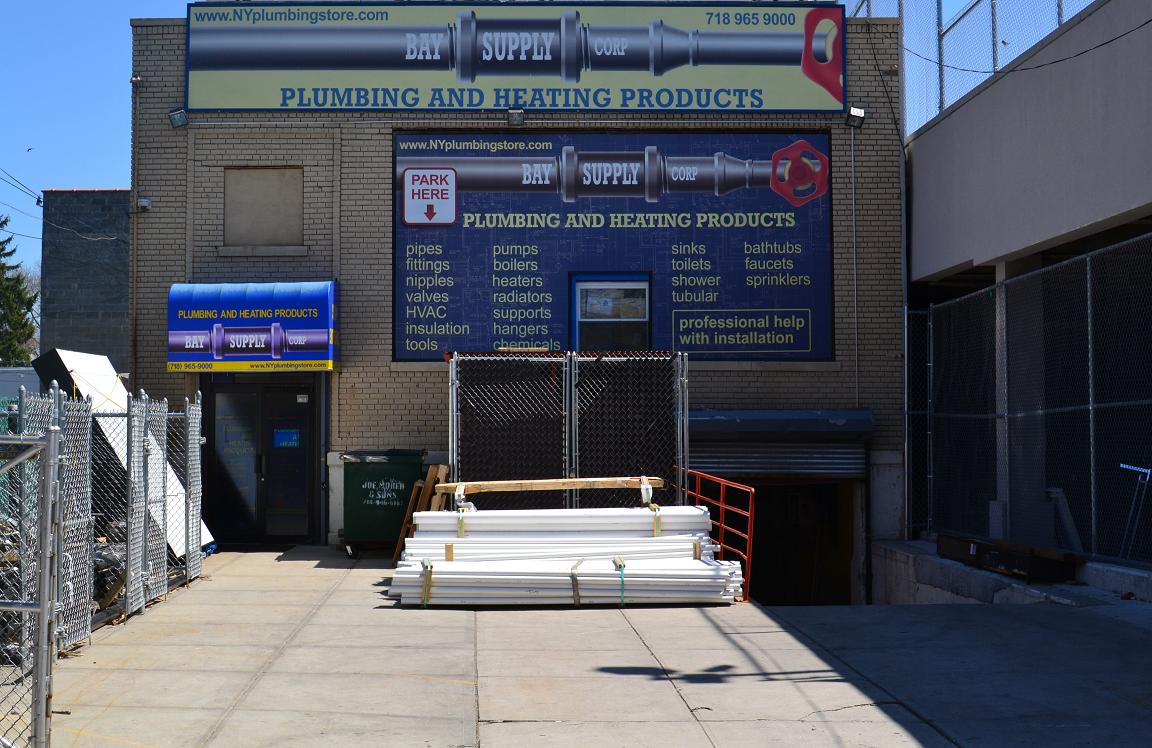 www.NYplumbingstore.com 718 965 9000
BAY SUPPLY CORP
PLUMBING AND HEATING PRODUCTS
www.NYplumbingstore.com
BAY SUPPLY CORP
PARK
HERE
PLUMBING AND HEATING PRODUCTS
pipes
fittings
nipples
valves
HVAC
insulation
tools
pumps
boilers
heaters
radiators
supports
hangers
chemicals
sinks
toilets
shower
tubular
bathtubs
faucets
sprinklers
professional help
with installation
PLUMBING AND HEATING PRODUCTS
BAY SUPPLY CORP
(718) 965-9000 www.NYplumbingstore.com
& SONS